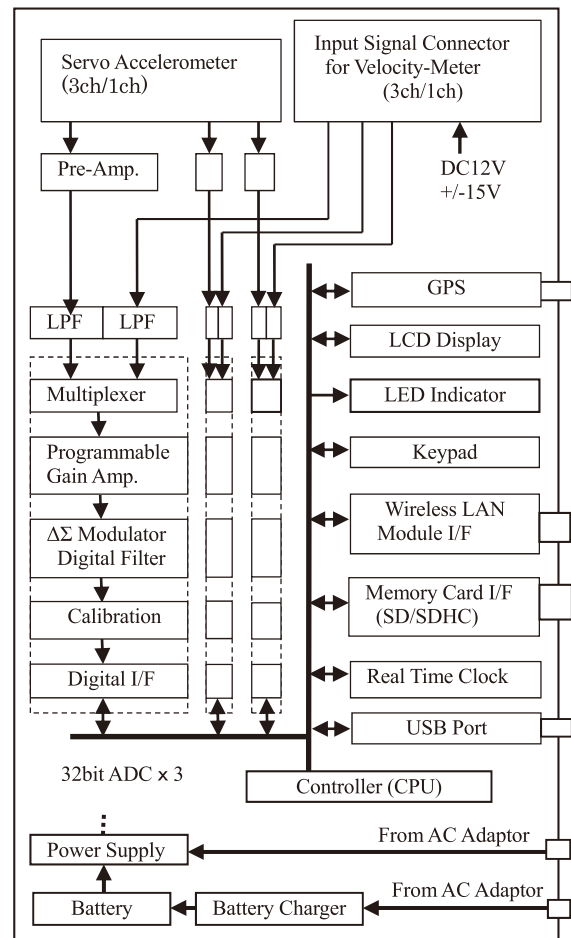 Servo Accelerometer
(3ch/1ch)
Input Signal Connector
for Velocity-Meter
(3ch/1ch)
Pre-Amp.
DC12V
+/-15V
LPF
LPF
Multiplexer
Programmable
Gain Amp.
ΔΣ Modulator
Digital Filter
Calibration
Digital I/F
32bit ADC x 3
GPS
LCD Display
LED Indicator
Keypad
Wireless LAN
Module I/F
Memory Card I/F
(SD/SDHC)
Real Time Clock
USB Port
Controller (CPU)
Power Supply
From AC Adaptor
Battery
Battery Charger
From AC Adaptor